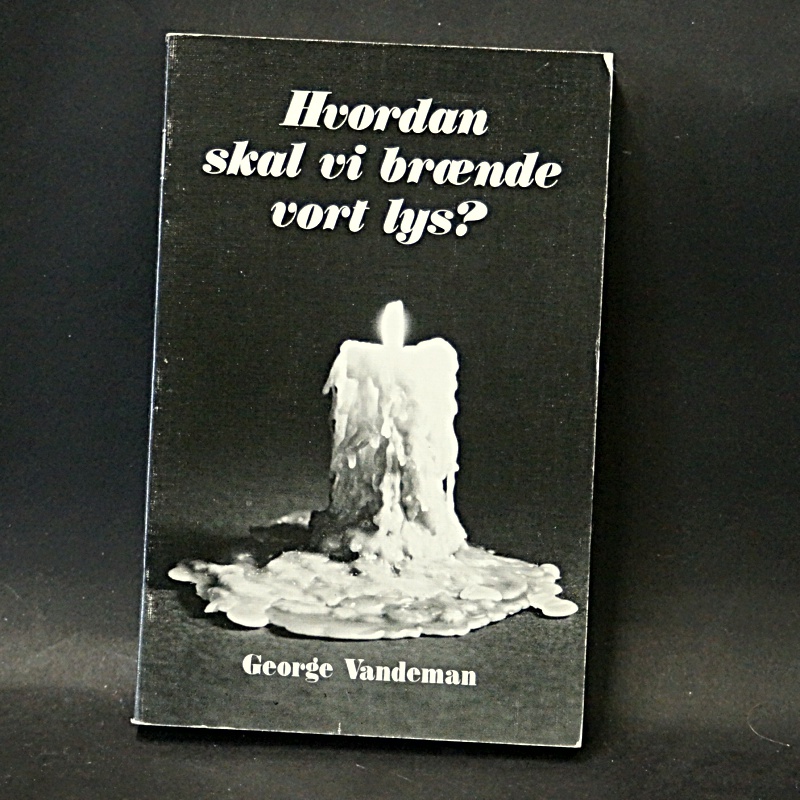 Hvordan
skal vi brænde
vort lys?
George Vandeman